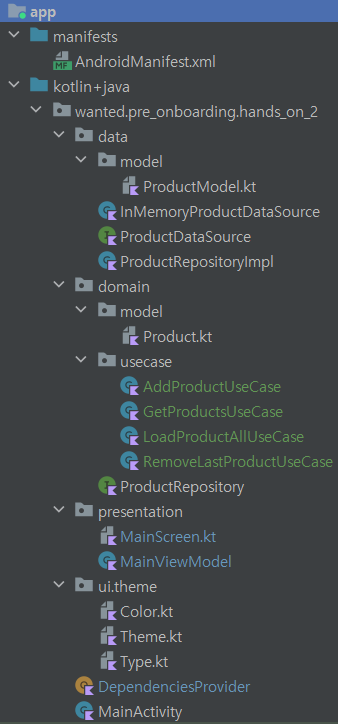 app
manifests
MF
AndroidManifest.xml
kotlin+java
wanted.pre_onboarding.hands_on_2
data
model
ProductModel.kt
InMemoryProductDataSource
ProductDataSource
ProductRepositoryImpl
domain
model
Product.kt
usecase
AddProductUseCase
GetProductsUseCase
LoadProductAllUseCase
RemoveLastProductUseCase
ProductRepository
presentation
MainScreen.kt
MainViewModel
ui.theme
Color.kt
Theme.kt
Type.kt
DependenciesProvider
MainActivity